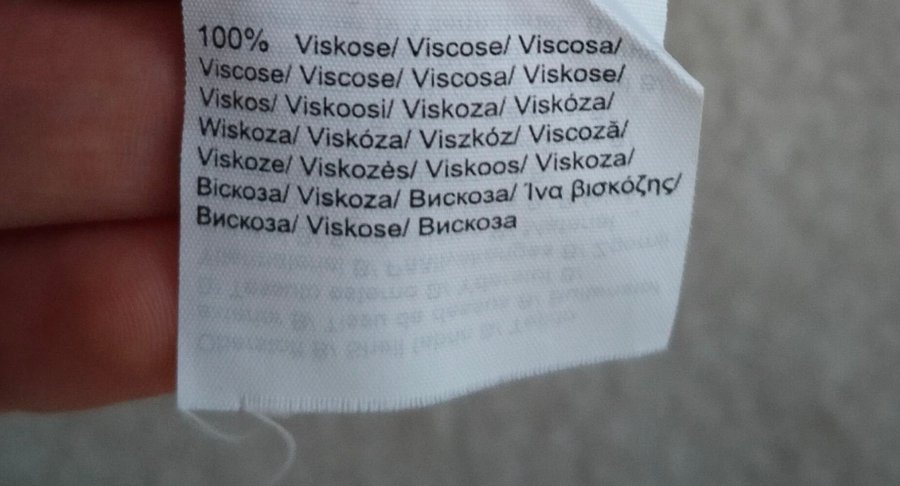 100% Viskose/ Viscose/ Viscosa/
Viscose/ Viscose/ Viscosa/ Viskose/
Viskos/ Viskoosi/ Viskoza/ Viskóza/
Wiskoza/ Viskóza/ Viszkóz/ Viscoză/
Viskoze/ Viskozės/ Viskoos/ Viskoza/
Віскоза/ Viskoza/ Вискоза/ Ίνα βισκόζης/
Вискоза/ Viskose/ Вискоза